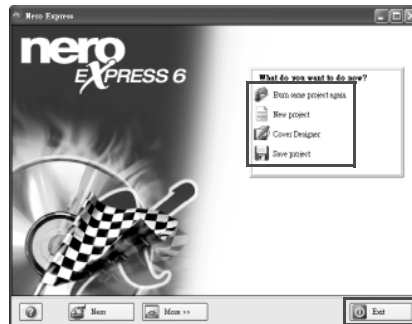 Nero Express
nero
EXPRESS 6
What do you want to do now?
Burn same project again.
New project
Cover Designer
Save project
Nero
More >>
Exit